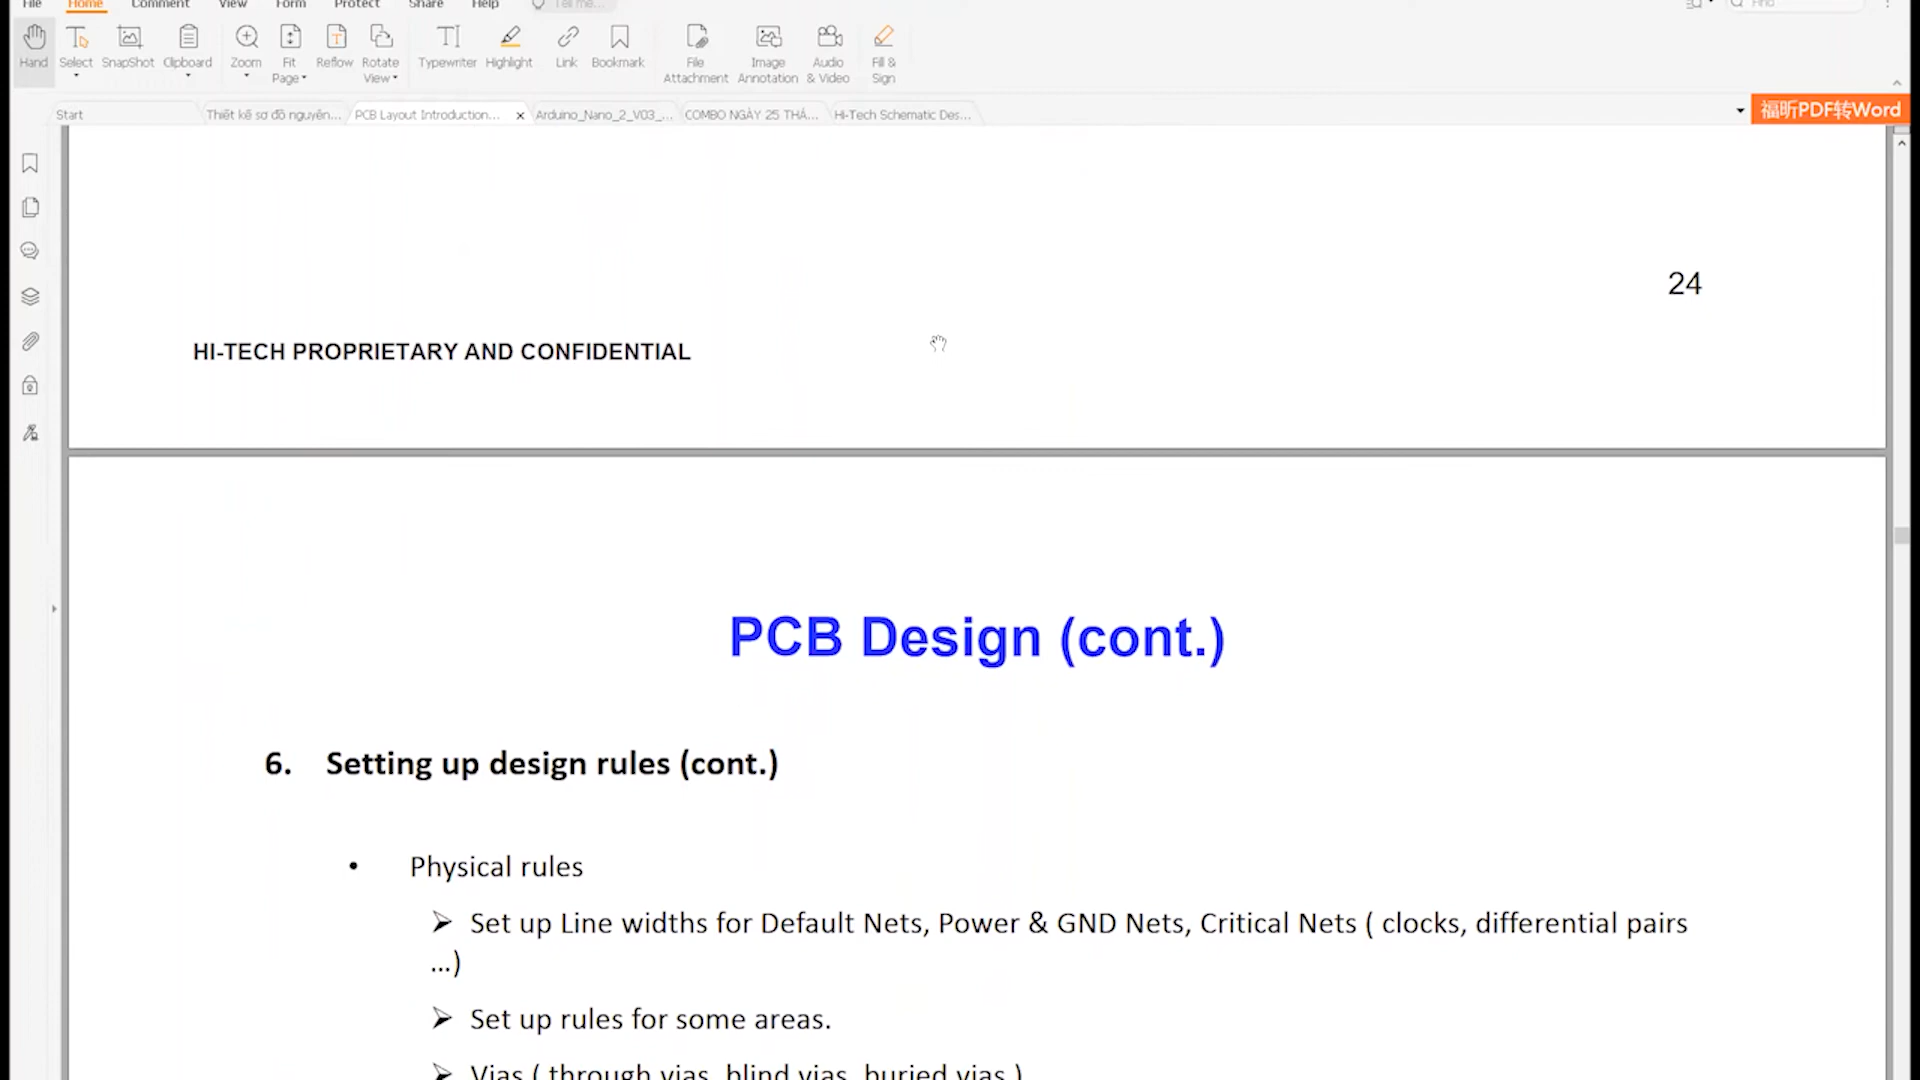 File Home Comment View Form Protect Share Help Tell me... Find
Hand Select SnapShot Clipboard Zoom Fit Page Reflow Rotate View Typewriter Highlight Link Bookmark File Attachment Image Annotation Audio & Video Fill & Sign
Start Thiết kế sơ đồ nguyên... PCB Layout Introduction... Arduino_Nano_2_V03_... COMBO NGÀY 25 THÁ... Hi-Tech Schematic Des... 福昕PDF转Word
24
HI-TECH PROPRIETARY AND CONFIDENTIAL
PCB Design (cont.)
6. Setting up design rules (cont.)
• Physical rules
➢ Set up Line widths for Default Nets, Power & GND Nets, Critical Nets ( clocks, differential pairs
...)
➢ Set up rules for some areas.
➢ Vias ( through vias, blind vias, buried vias )